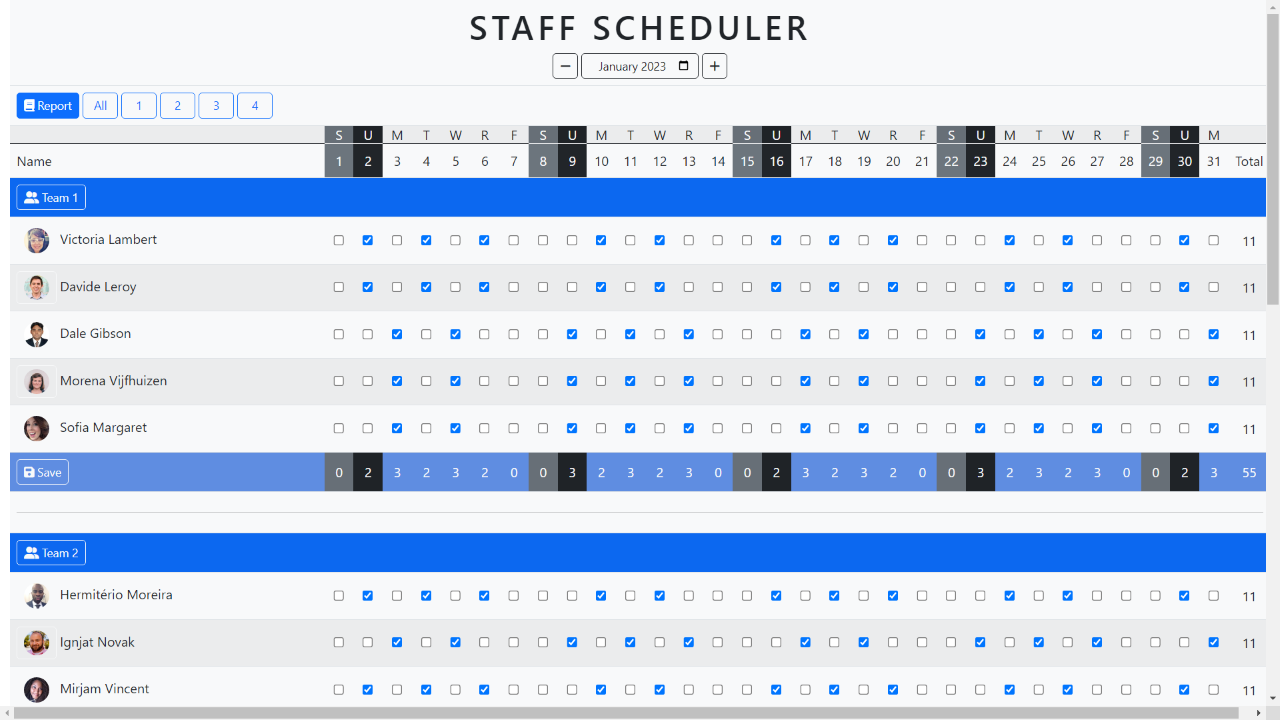 STAFF SCHEDULER
January 2023
Report All 1 2 3 4
S U M T W R F S U M T W R F S U M T W R F S U M T W R F S U M
Name 1 2 3 4 5 6 7 8 9 10 11 12 13 14 15 16 17 18 19 20 21 22 23 24 25 26 27 28 29 30 31 Total
Team 1
Victoria Lambert 11
Davide Leroy 11
Dale Gibson 11
Morena Vijfhuizen 11
Sofia Margaret 11
Save 0 2 3 2 3 2 0 0 3 2 3 2 3 0 0 2 3 2 3 2 0 0 3 2 3 2 3 0 0 2 3 55
Team 2
Hermitério Moreira 11
Ignjat Novak 11
Mirjam Vincent 11